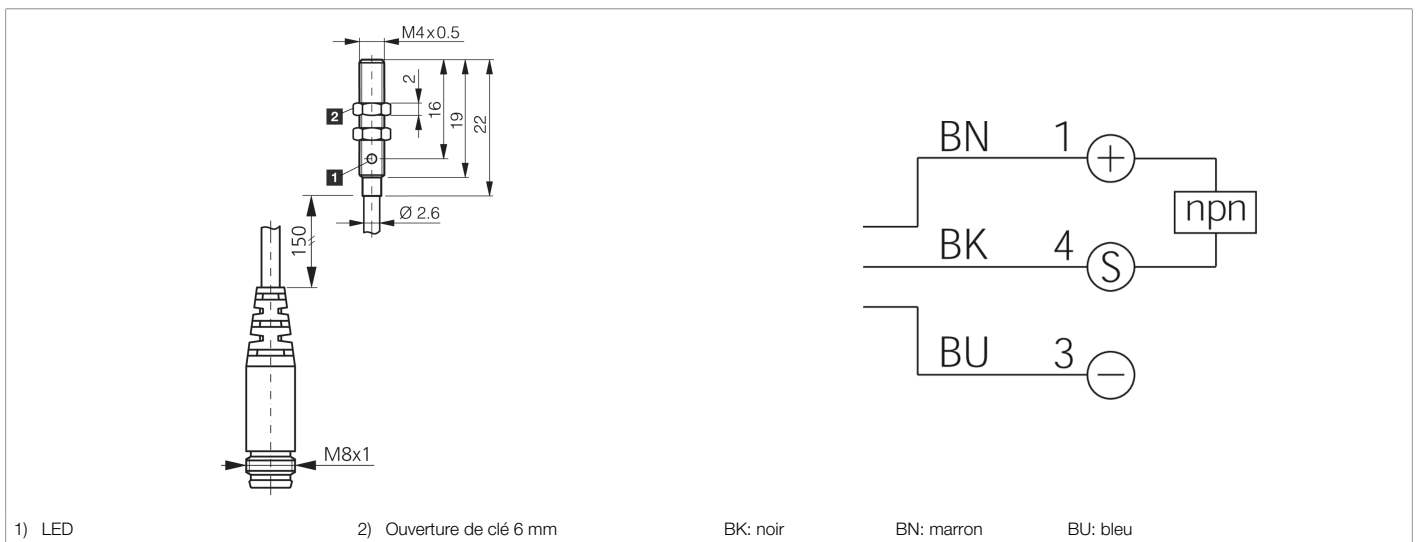 M4x0.5
2
16
19
22
2
1
Ø 2.6
150
M8x1
BN 1 +
npn
BK 4 S
BU 3 −
1) LED 2) Ouverture de clé 6 mm BK: noir BN: marron BU: bleu